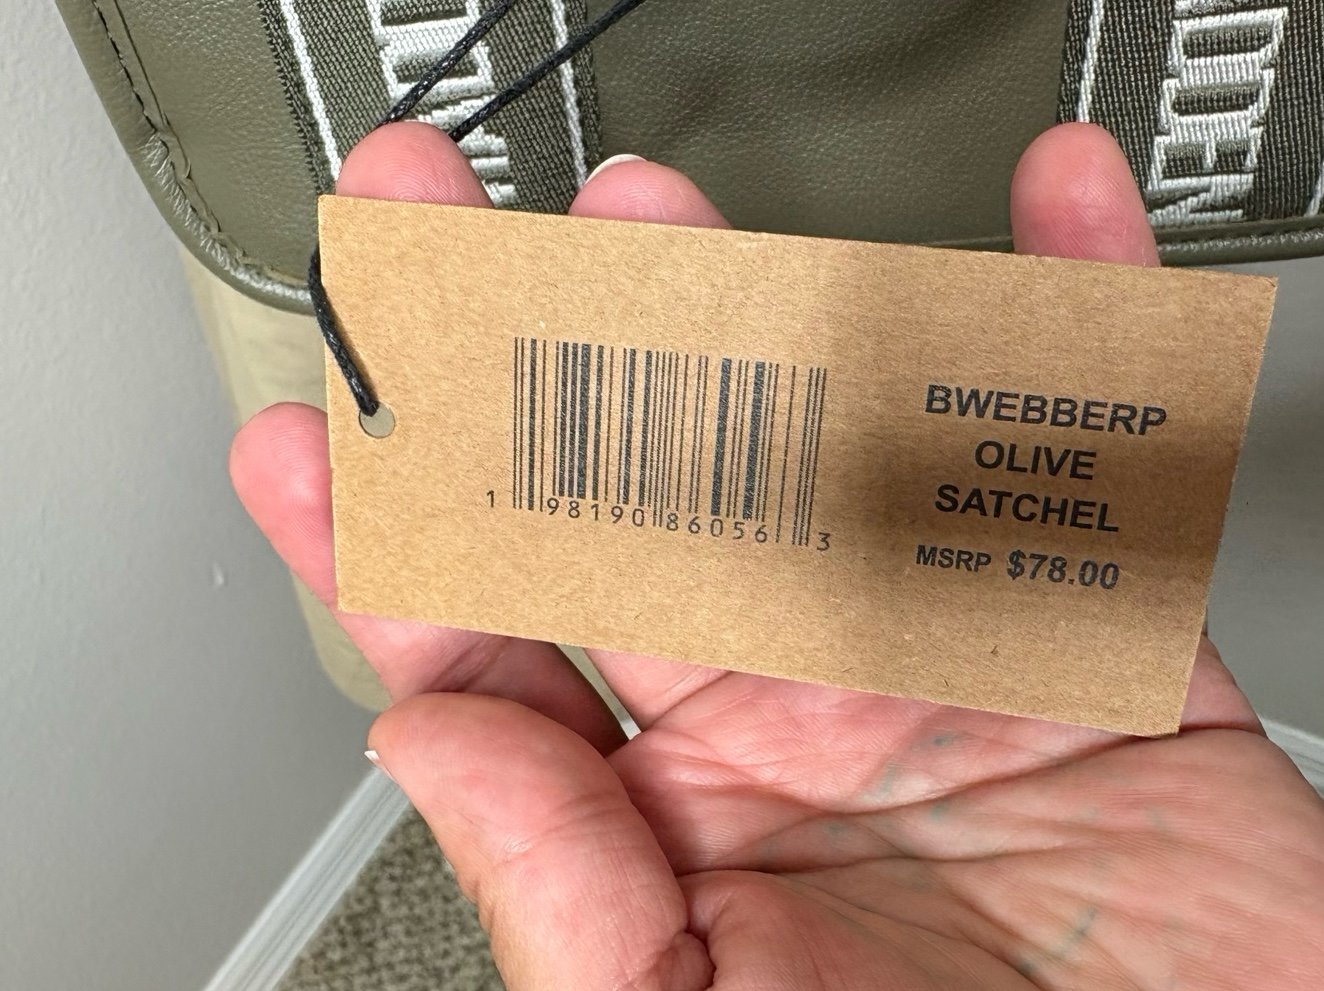 BWEBBERP
OLIVE
SATCHEL
MSRP $78.00
1 98190 86056 3